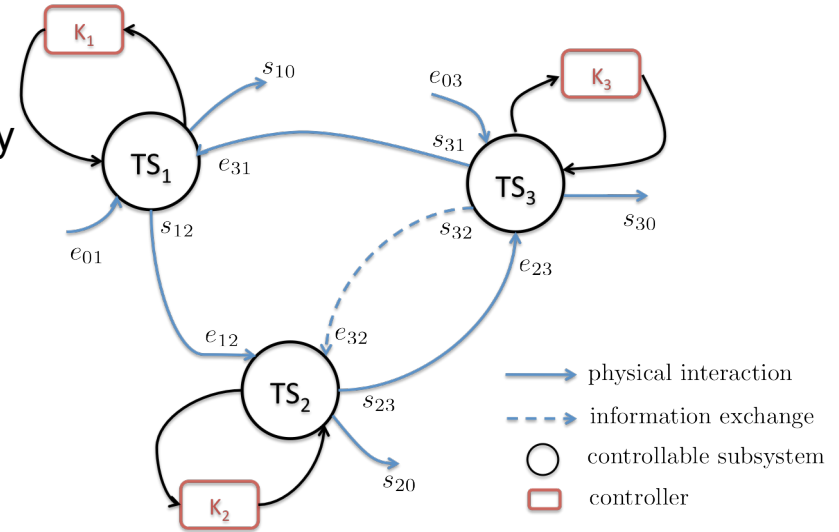 K1
s10
e03
K3
y
TS1
e31
s31
TS3
s12
s32
s30
e01
e23
e12
e32
physical interaction
TS2
s23
information exchange
controllable subsystem
s20
K2
controller